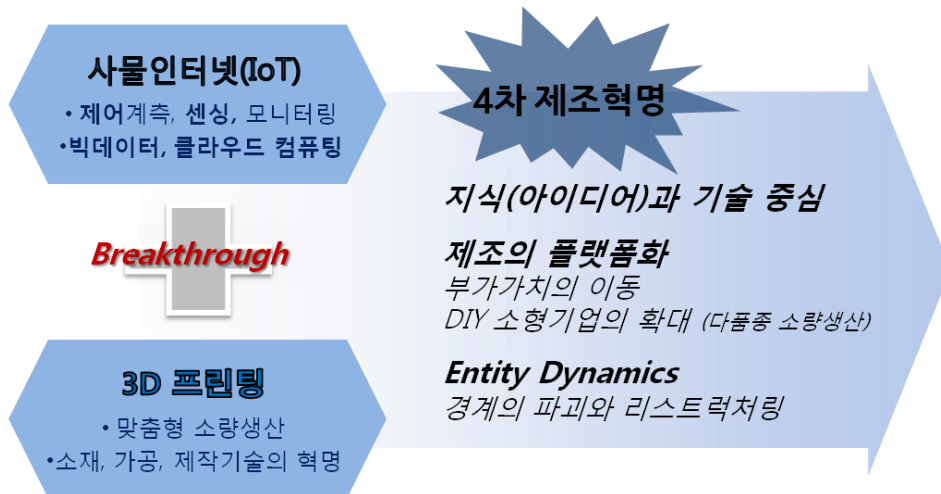 사물인터넷(IoT)
• 제어계측, 센싱, 모니터링
•빅데이터, 클라우드 컴퓨팅
Breakthrough
3D 프린팅
• 맞춤형 소량생산
•소재, 가공, 제작기술의 혁명
4차 제조혁명
지식(아이디어)과 기술 중심
제조의 플랫폼화
부가가치의 이동
DIY 소형기업의 확대 (다품종 소량생산)
Entity Dynamics
경계의 파괴와 리스트럭처링